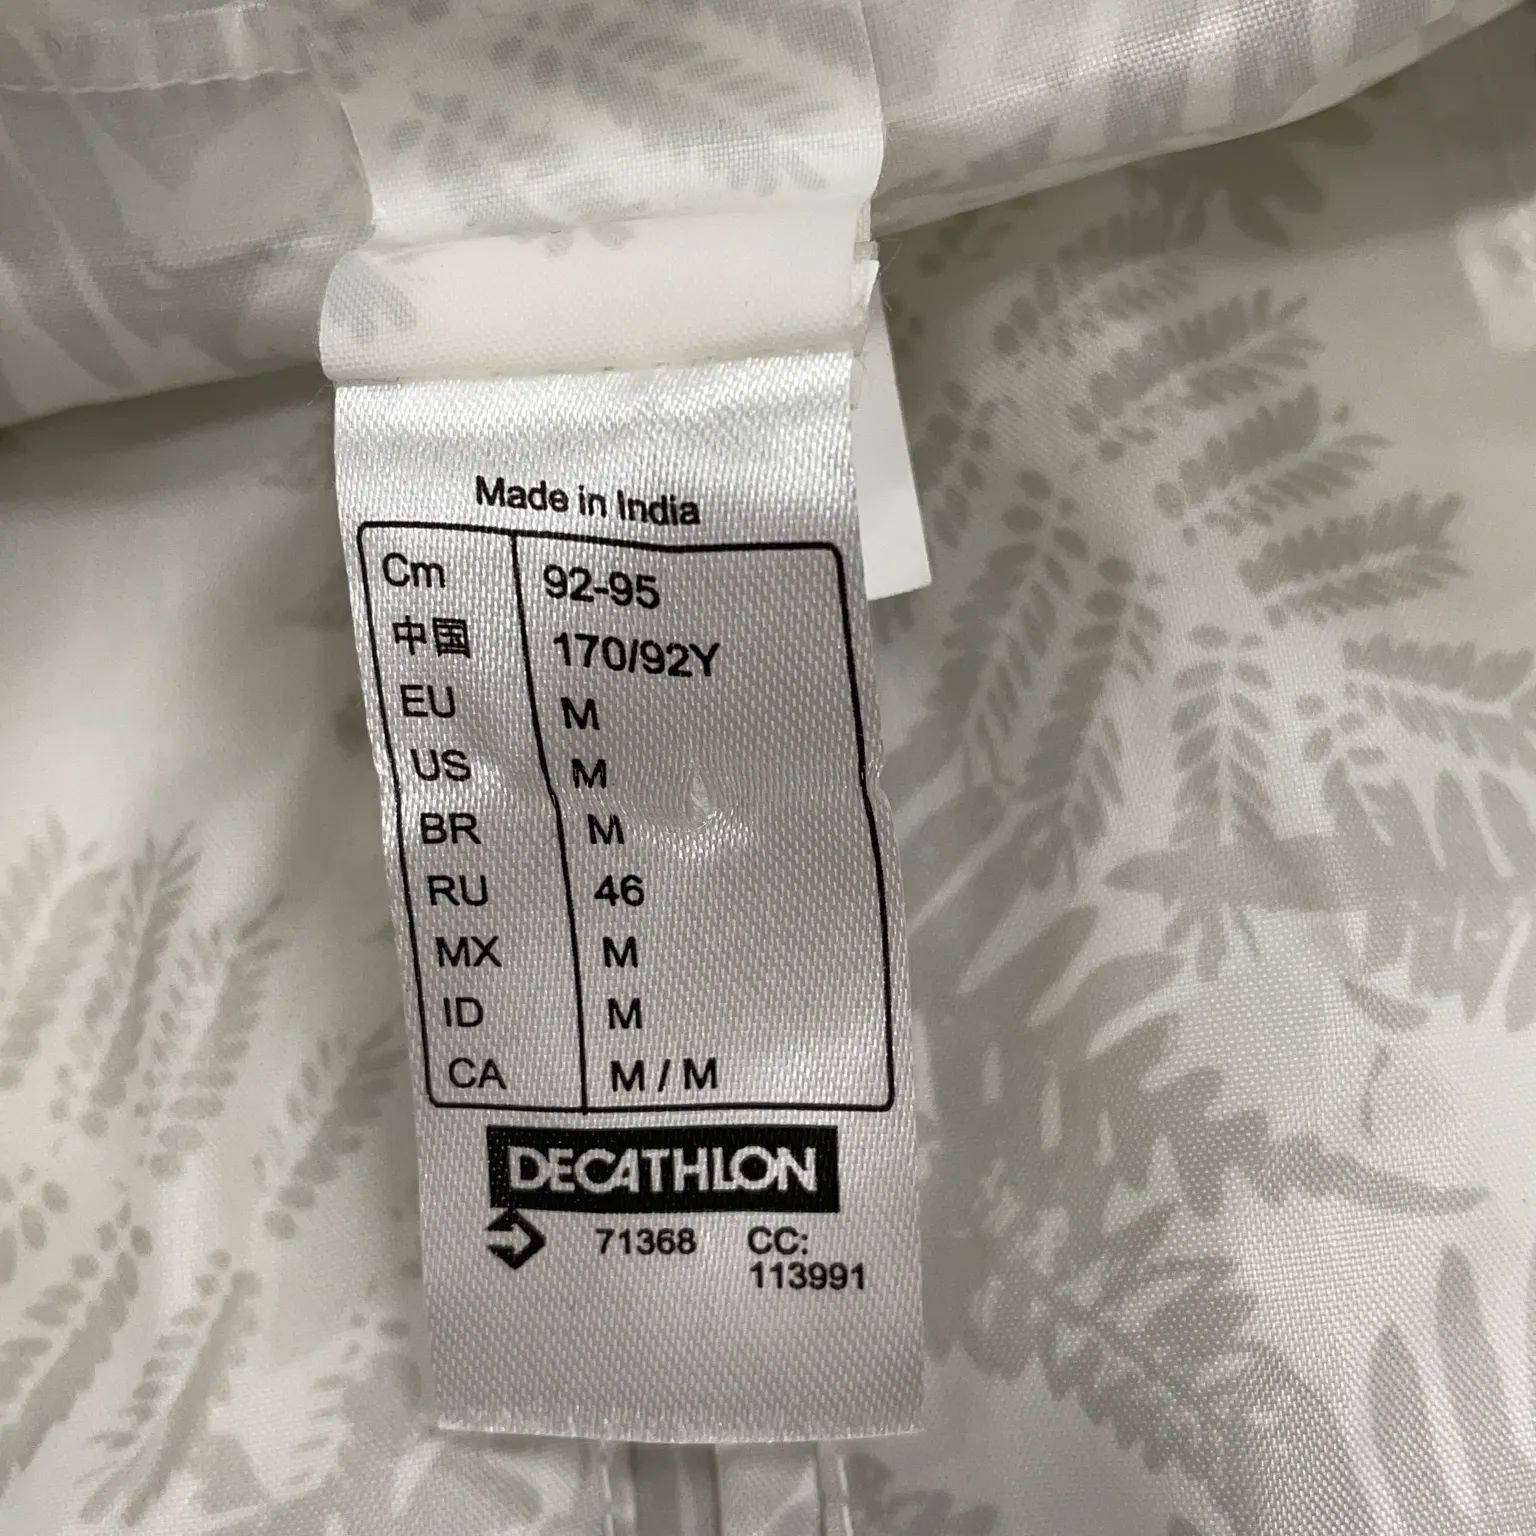 Made in India
Cm 92-95
中国 170/92Y
EU M
US M
BR M
RU 46
MX M
ID M
CA M / M
DECATHLON
71368 CC:
113991